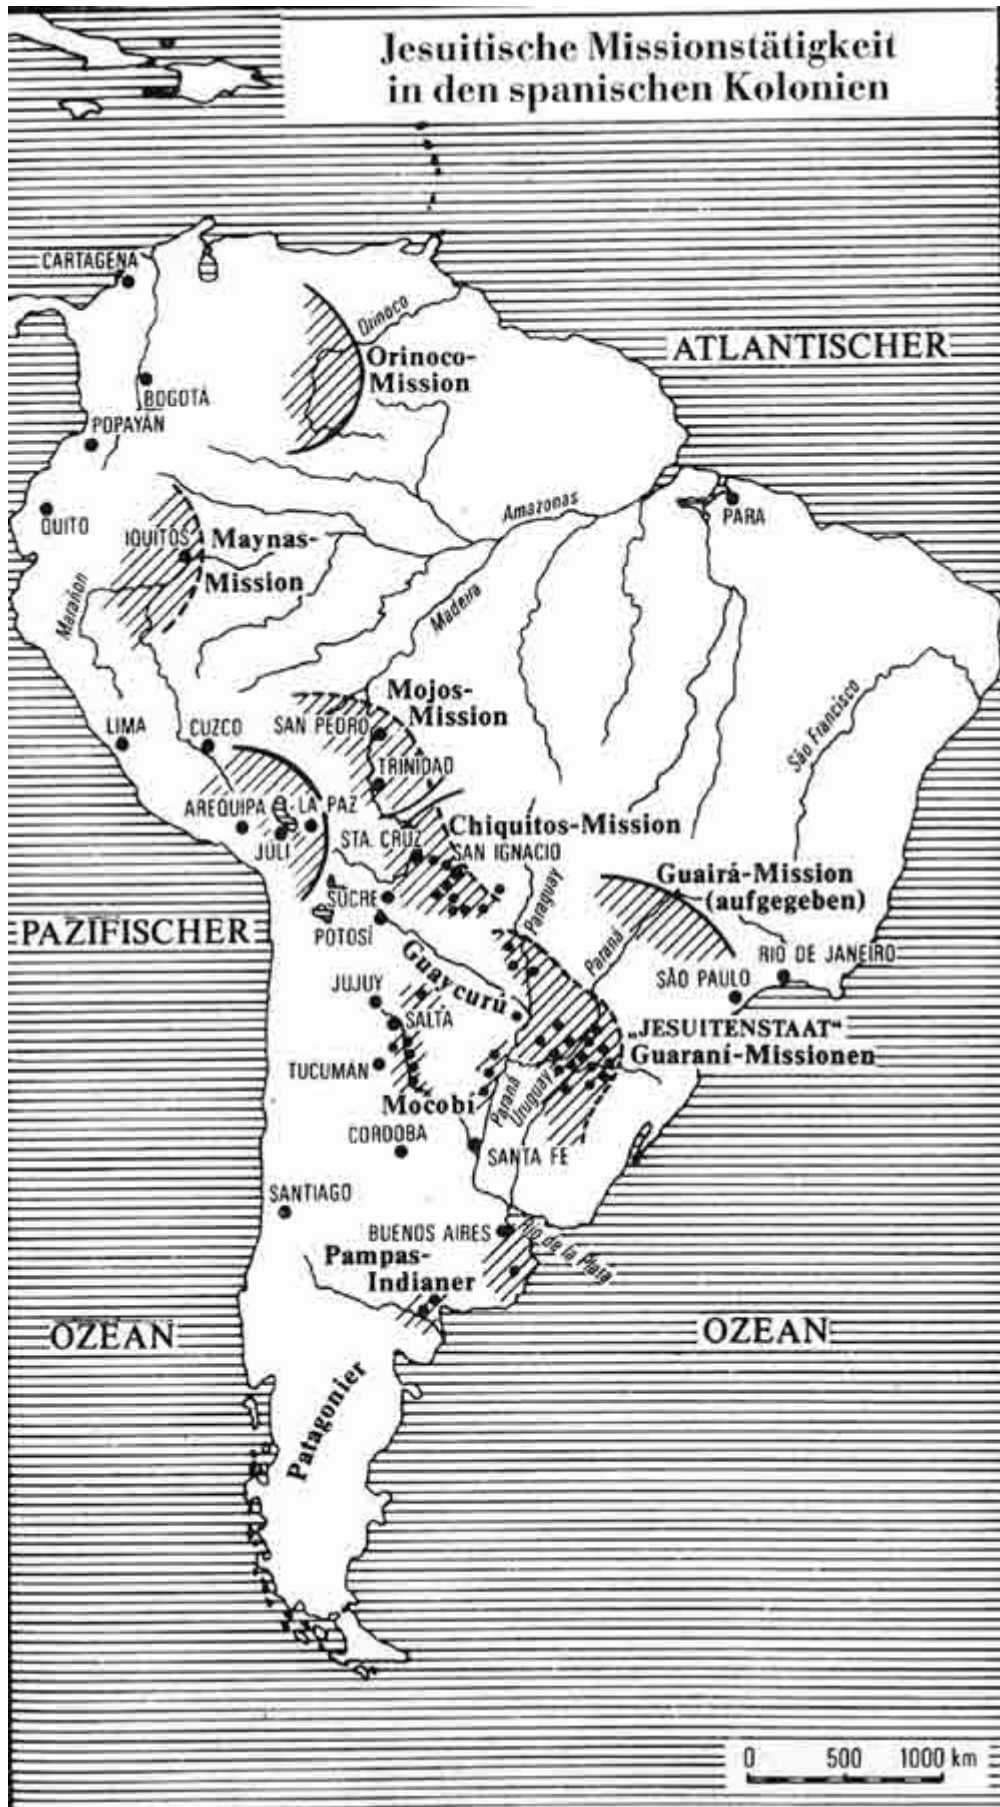 Jesuitische Missionstätigkeit
in den spanischen Kolonien
CARTAGENA
Orinoco
ATLANTISCHER
Orinoco-
Mission
BOGOTÁ
POPAYÁN
Amazonas
QUITO
PARA
IQUITOS
Maynas-
Mission
Marañon
Madeira
Mojos-
Mission
São Francisco
LIMA
CUZCO
SAN PEDRO
TRINIDAD
AREQUIPA
LA PAZ
JULI
STA. CRUZ
Chiquitos-Mission
SAN IGNACIO
Guairá-Mission
(aufgegeben)
SUCRE
Paraguay
PAZIFISCHER
POTOSÍ
Paraná
RIO DE JANEIRO
Guaycurú
SÃO PAULO
JUJUY
SALTA
„JESUITENSTAAT“
Guaraní-Missionen
TUCUMÁN
Mocobí
Paraná
Uruguay
CORDOBA
SANTA FE
SANTIAGO
BUENOS AIRES
Rio de la Plata
Pampas-
Indianer
OZEAN
OZEAN
Patagonier
0 500 1000 km